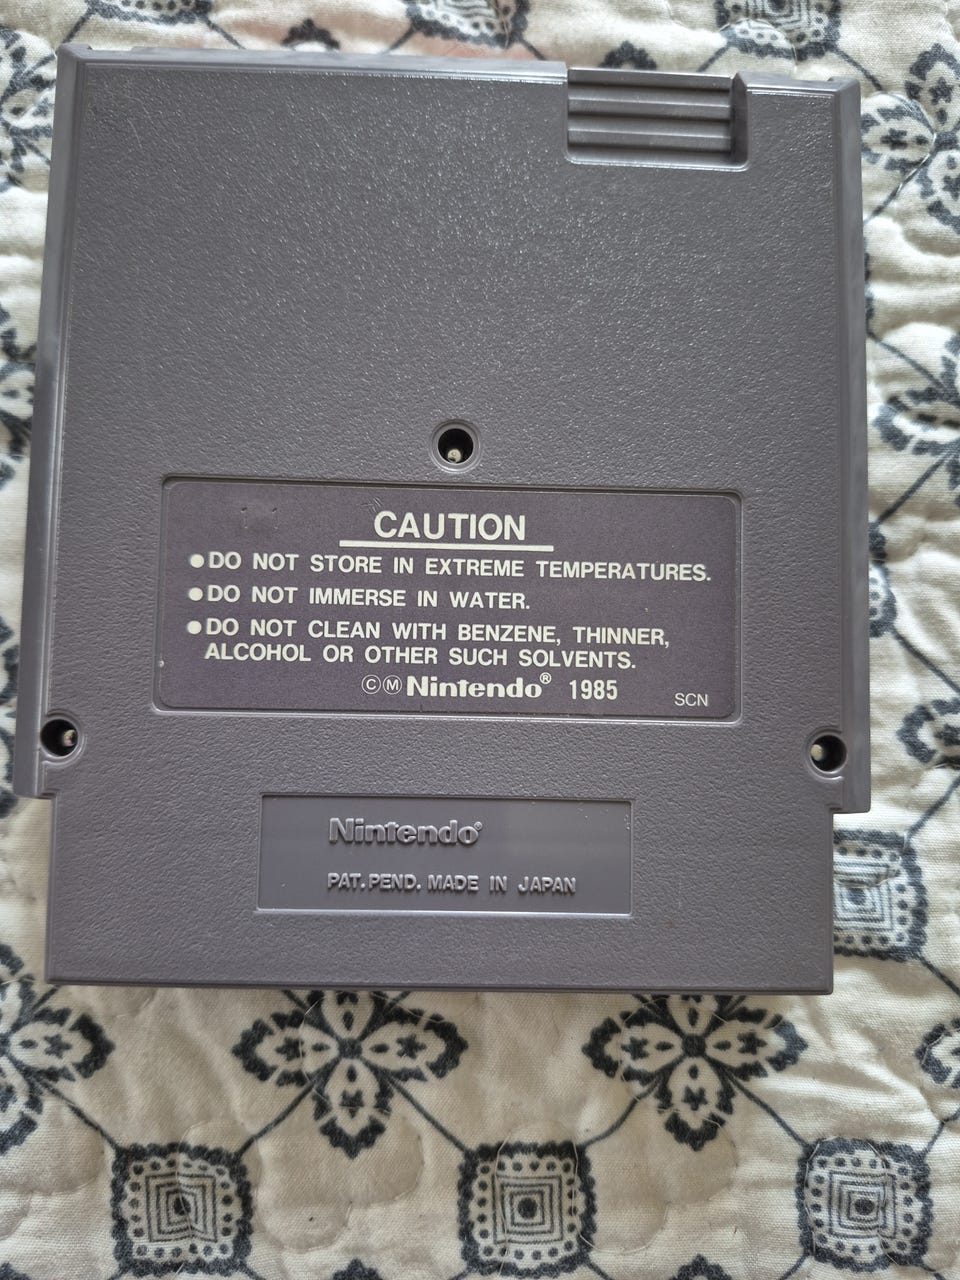 CAUTION
●DO NOT STORE IN EXTREME TEMPERATURES.
●DO NOT IMMERSE IN WATER.
●DO NOT CLEAN WITH BENZENE, THINNER,
ALCOHOL OR OTHER SUCH SOLVENTS.
ⒸⓂNintendo® 1985
SCN
Nintendo®
PAT.PEND. MADE IN JAPAN